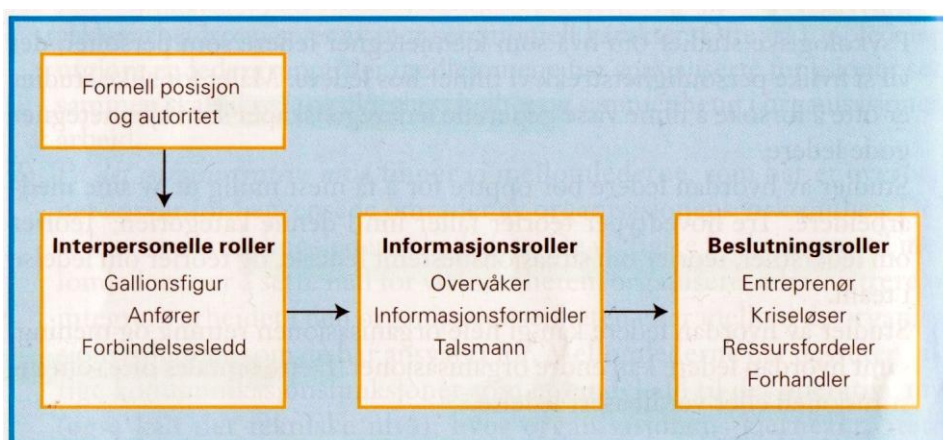 Formell posisjon
og autoritet
Interpersonelle roller
Gallionsfigur
Anfører
Forbindelsesledd
Informasjonsroller
Overvåker
Informasjonsformidler
Talsmann
Beslutningsroller
Entreprenør
Kriseløser
Ressursfordeler
Forhandler